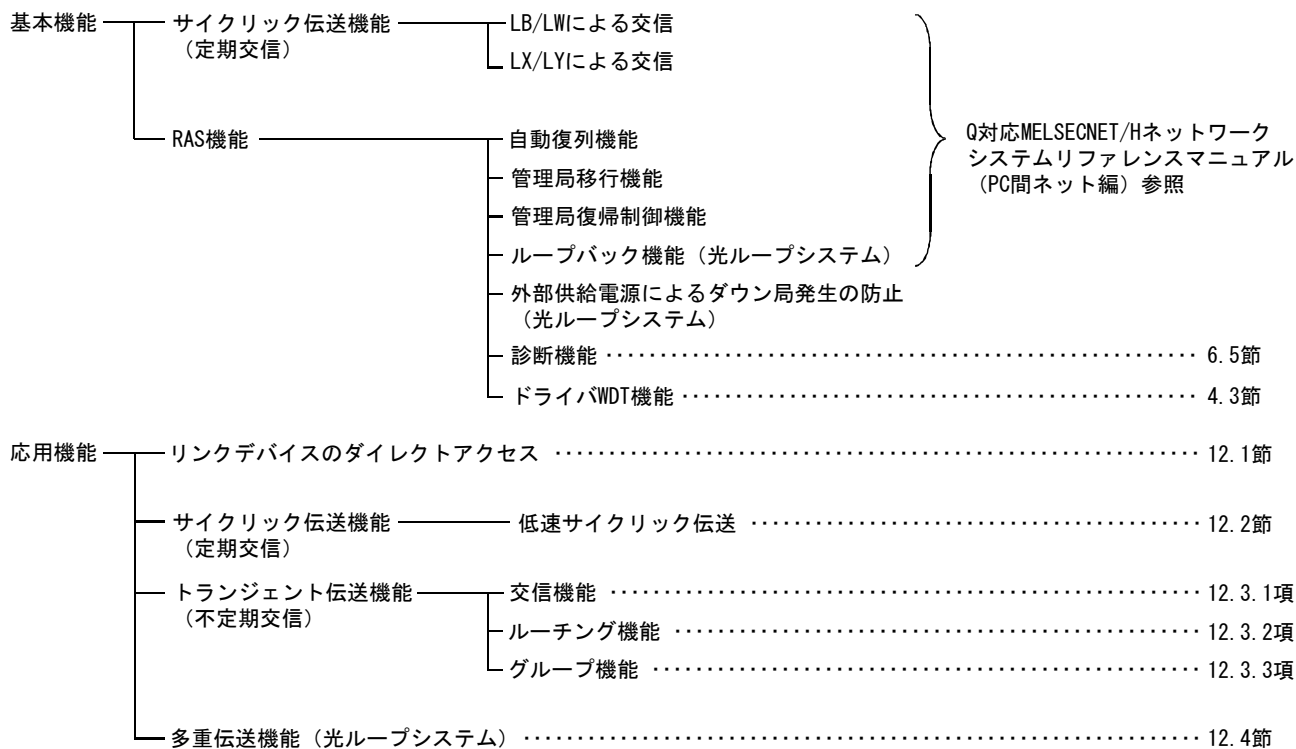 基本機能
サイクリック伝送機能
（定期交信）
LB/LWによる交信
LX/LYによる交信
RAS機能
自動復列機能
管理局移行機能
管理局復帰制御機能
ループバック機能（光ループシステム）
Q対応MELSECNET/Hネットワーク
システムリファレンスマニュアル
（PC間ネット編）参照
外部供給電源によるダウン局発生の防止
（光ループシステム）
診断機能 6.5節
ドライバWDT機能 4.3節
応用機能
リンクデバイスのダイレクトアクセス 12.1節
サイクリック伝送機能
（定期交信）
低速サイクリック伝送 12.2節
トランジェント伝送機能
（不定期交信）
交信機能 12.3.1項
ルーチング機能 12.3.2項
グループ機能 12.3.3項
多重伝送機能（光ループシステム） 12.4節